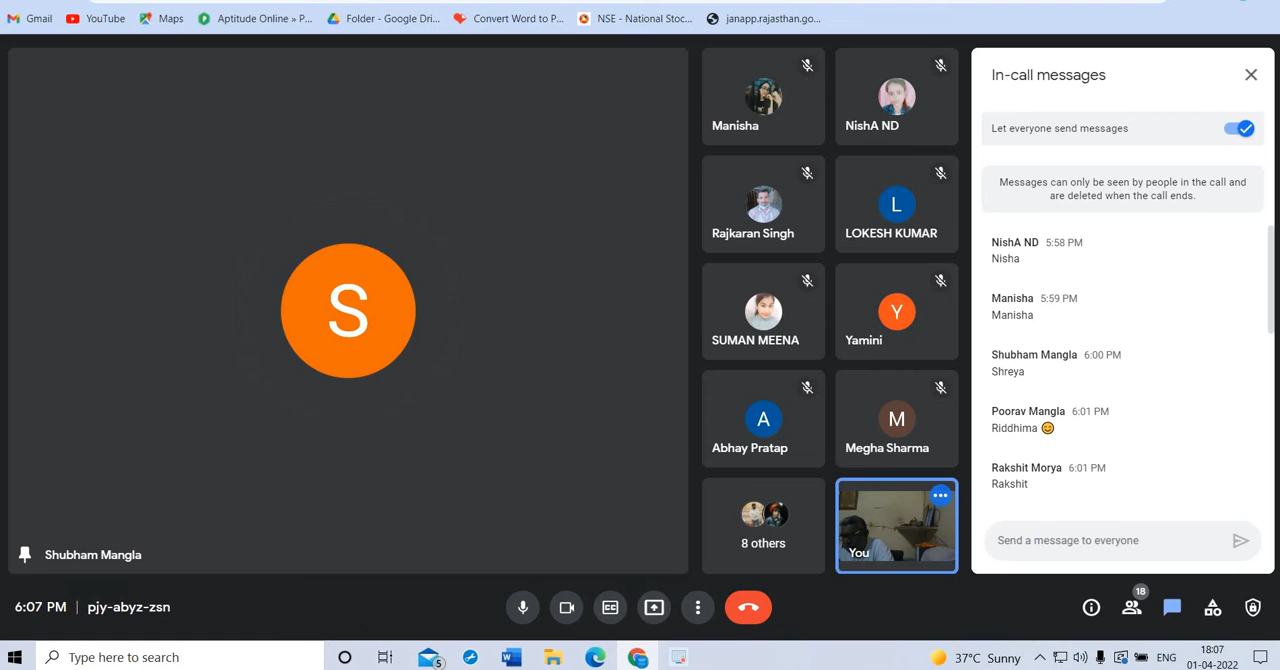 Gmail
YouTube
Maps
Aptitude Online » P...
Folder - Google Dri...
Convert Word to P...
NSE - National Stoc...
janapp.rajasthan.go...
S
Shubham Mangla
Manisha
NishA ND
Rajkaran Singh
L
LOKESH KUMAR
SUMAN MEENA
Y
Yamini
A
Abhay Pratap
M
Megha Sharma
8 others
You
In-call messages
Let everyone send messages
Messages can only be seen by people in the call and
are deleted when the call ends.
NishA ND 5:58 PM
Nisha
Manisha 5:59 PM
Manisha
Shubham Mangla 6:00 PM
Shreya
Poorav Mangla 6:01 PM
Riddhima 😊
Rakshit Morya 6:01 PM
Rakshit
Send a message to everyone
6:07 PM | pjy-abyz-zsn
18
Type here to search
5
37°C Sunny
ENG
18:07
01-04-2022